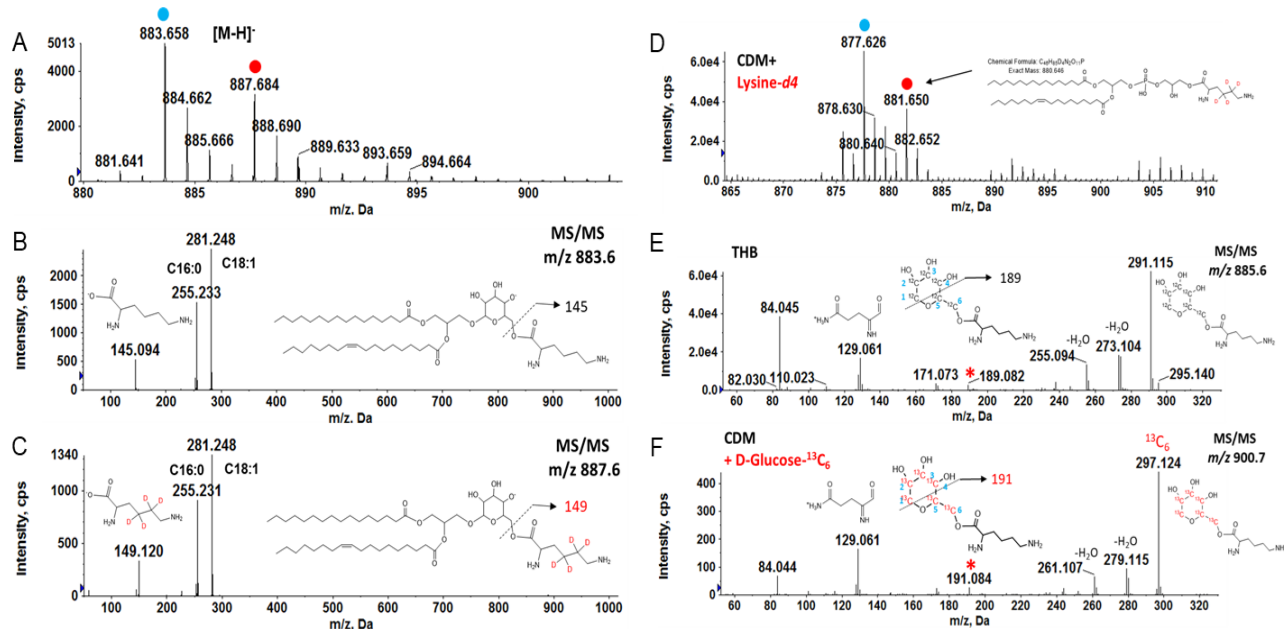 A
[M-H]-
883.658
887.684
884.662
885.666
888.690
881.641
889.633
893.659
894.664
5013
4000
2000
0
Intensity, cps
880
885
890
895
900
m/z, Da
B
MS/MS
m/z 883.6
281.248
C16:0
C18:1
255.233
145.094
145
2000
1500
1000
500
0
Intensity, cps
100
200
300
400
500
600
700
800
900
1000
m/z, Da
C
MS/MS
m/z 887.6
281.248
C16:0
C18:1
255.231
149.120
149
1340
1000
500
0
Intensity, cps
100
200
300
400
500
600
700
800
900
1000
m/z, Da
D
CDM+
Lysine-d4
877.626
881.650
878.630
880.640
882.652
Exact Mass: 880.646
6.0e4
4.0e4
2.0e4
0.0
Intensity, cps
865
870
875
880
885
890
895
900
905
910
m/z, Da
E
THB
MS/MS
m/z 885.6
291.115
84.045
129.061
189
-H2O
-H2O
273.104
255.094
82.030
110.023
171.073
* 189.082
295.140
6.0e4
4.0e4
2.0e4
0.0
Intensity, cps
60
80
100
120
140
160
180
200
220
240
260
280
300
320
m/z, Da
F
CDM
+ D-Glucose-13C6
13C6
MS/MS
m/z 900.7
297.124
191
129.061
84.044
*
191.084
-H2O
-H2O
261.107
279.115
400
300
200
100
0
Intensity, cps
60
80
100
120
140
160
180
200
220
240
260
280
300
320
m/z, Da